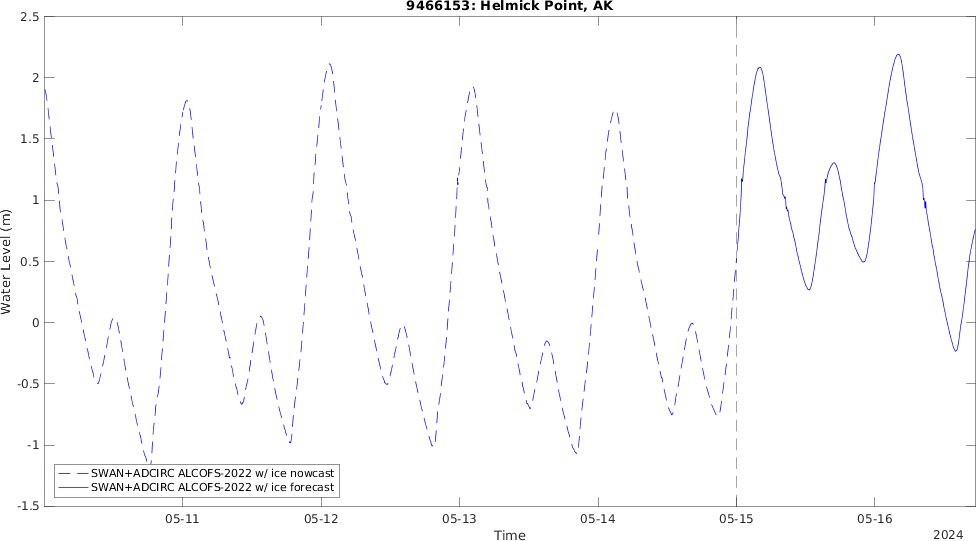 9466153: Helmick Point, AK
2.5
2
1.5
1
0.5
0
-0.5
-1
-1.5
Water Level (m)
SWAN+ADCIRC ALCOFS-2022 w/ ice nowcast
SWAN+ADCIRC ALCOFS-2022 w/ ice forecast
05-11 05-12 05-13 05-14 05-15 05-16
Time
2024